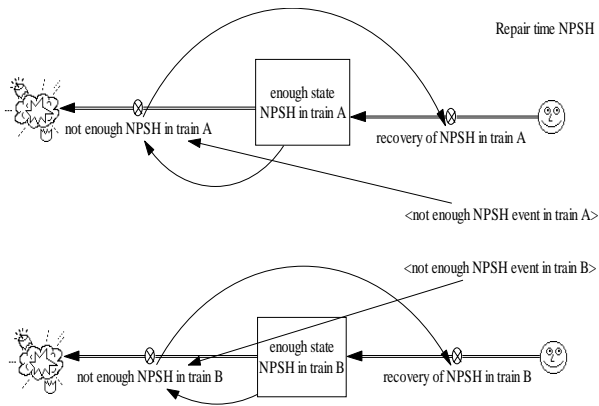 Repair time NPSH
enough state
NPSH in train A
not enough NPSH in train A
recovery of NPSH in train A
<not enough NPSH event in train A>
<not enough NPSH event in train B>
enough state
NPSH in train B
not enough NPSH in train B
recovery of NPSH in train B